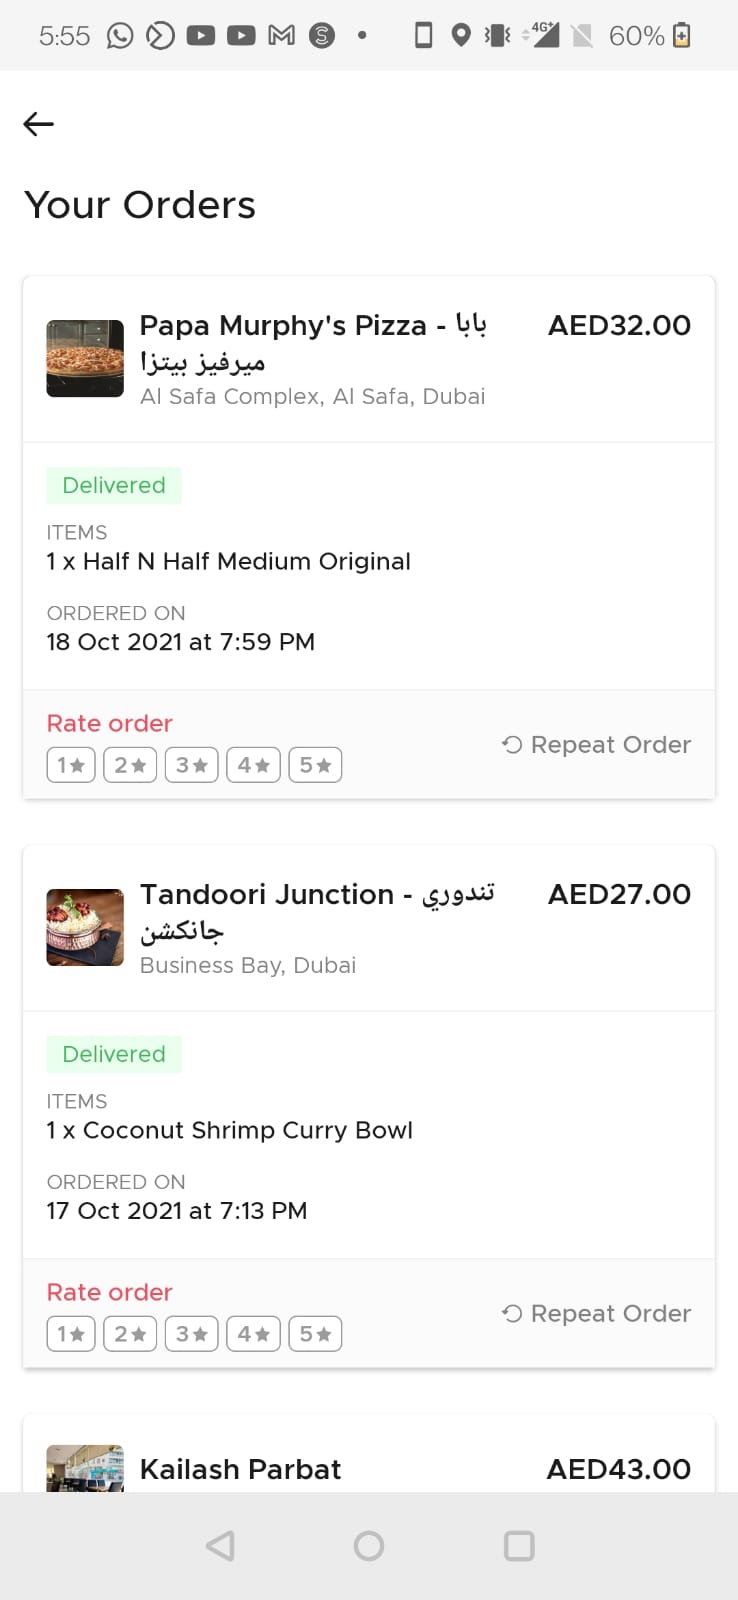 5:55 4G+ 60%
Your Orders
Papa Murphy's Pizza - بابا AED32.00
ميرفيز بيتزا
Al Safa Complex, Al Safa, Dubai
Delivered
ITEMS
1 x Half N Half Medium Original
ORDERED ON
18 Oct 2021 at 7:59 PM
Rate order
Repeat Order
1★ 2★ 3★ 4★ 5★
Tandoori Junction - تندوري AED27.00
جانكشن
Business Bay, Dubai
Delivered
ITEMS
1 x Coconut Shrimp Curry Bowl
ORDERED ON
17 Oct 2021 at 7:13 PM
Rate order
Repeat Order
1★ 2★ 3★ 4★ 5★
Kailash Parbat AED43.00